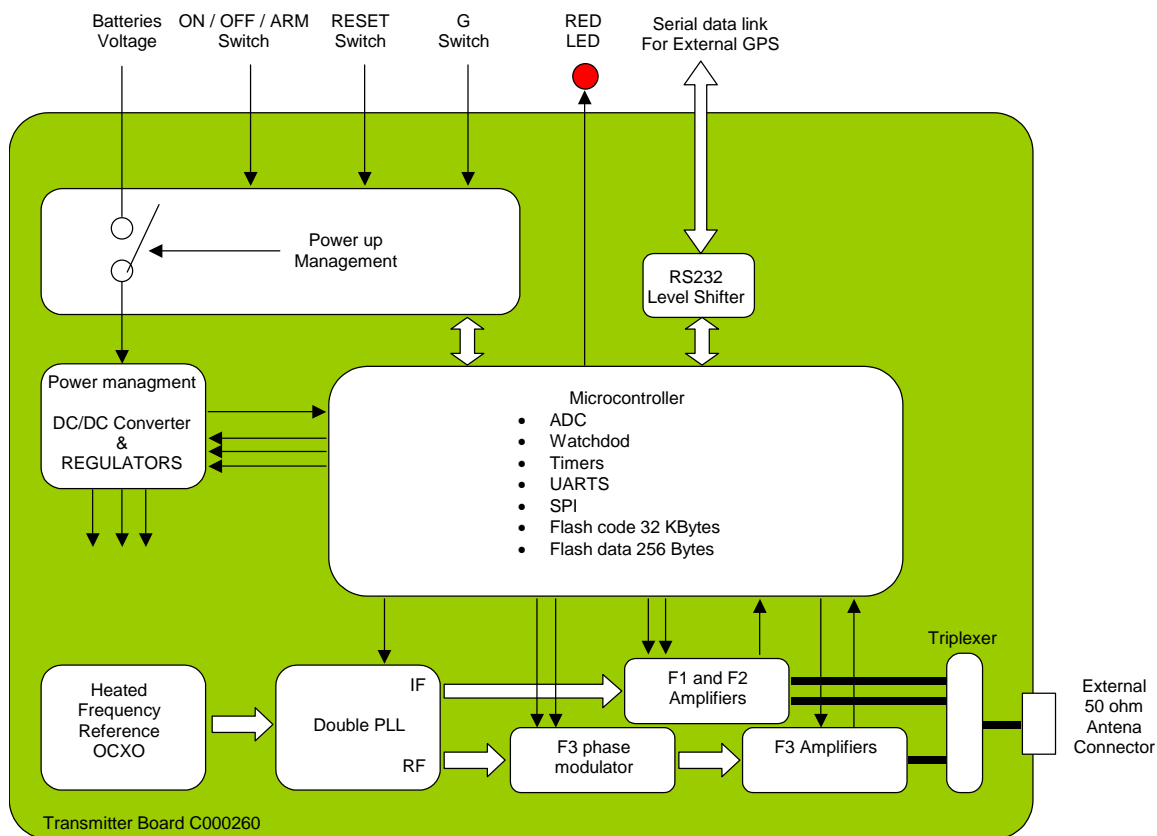 Batteries
Voltage
ON / OFF / ARM
Switch
RESET
Switch
G
Switch
RED
LED
Serial data link
For External GPS
Power up
Management
RS232
Level Shifter
Power managment
DC/DC Converter
&
REGULATORS
Microcontroller
• ADC
• Watchdod
• Timers
• UARTS
• SPI
• Flash code 32 KBytes
• Flash data 256 Bytes
Heated
Frequency
Reference
OCXO
IF
Double PLL
RF
F1 and F2
Amplifiers
F3 phase
modulator
F3 Amplifiers
Triplexer
External
50 ohm
Antena
Connector
Transmitter Board C000260